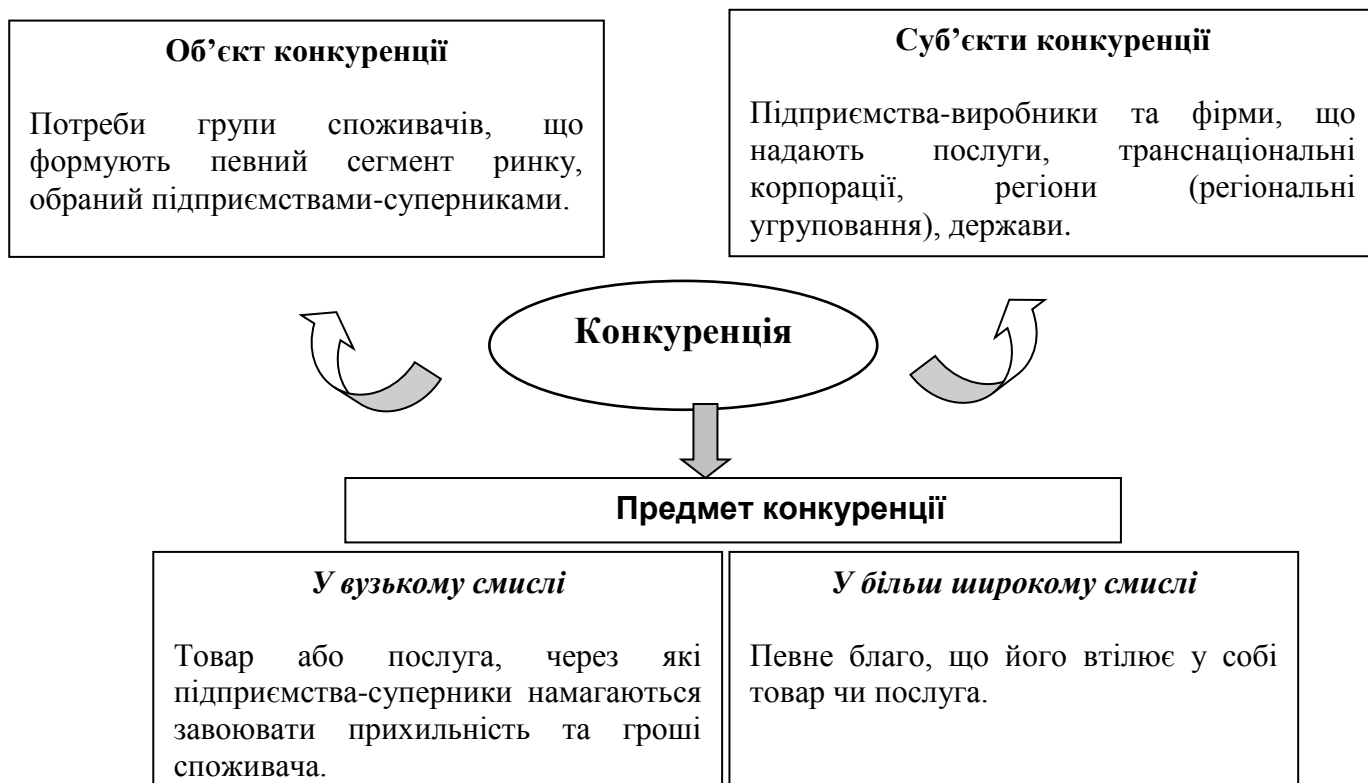 Об’єкт конкуренції
Потреби групи споживачів, що
формують певний сегмент ринку,
обраний підприємствами-суперниками.
Суб’єкти конкуренції
Підприємства-виробники та фірми, що
надають послуги, транснаціональні
корпорації, регіони (регіональні
угруповання), держави.
Конкуренція
Предмет конкуренції
У вузькому смислі
Товар або послуга, через які
підприємства-суперники намагаються
завоювати прихильність та гроші
споживача.
У більш широкому смислі
Певне благо, що його втілює у собі
товар чи послуга.